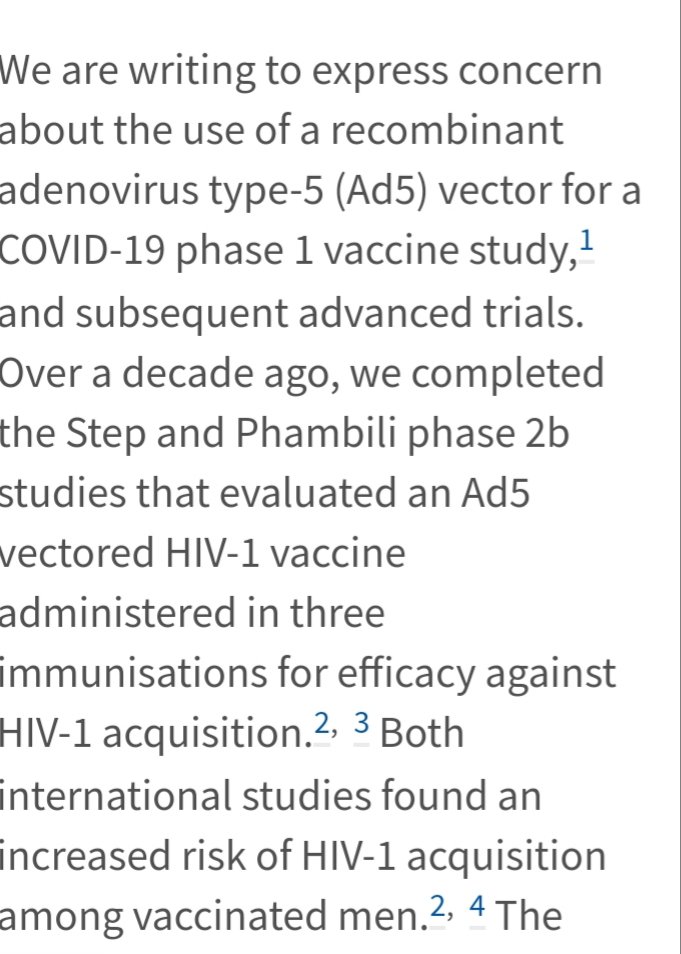 We are writing to express concern
about the use of a recombinant
adenovirus type-5 (Ad5) vector for a
COVID-19 phase 1 vaccine study,1
and subsequent advanced trials.
Over a decade ago, we completed
the Step and Phambili phase 2b
studies that evaluated an Ad5
vectored HIV-1 vaccine
administered in three
immunisations for efficacy against
HIV-1 acquisition.2, 3 Both
international studies found an
increased risk of HIV-1 acquisition
among vaccinated men.2, 4 The